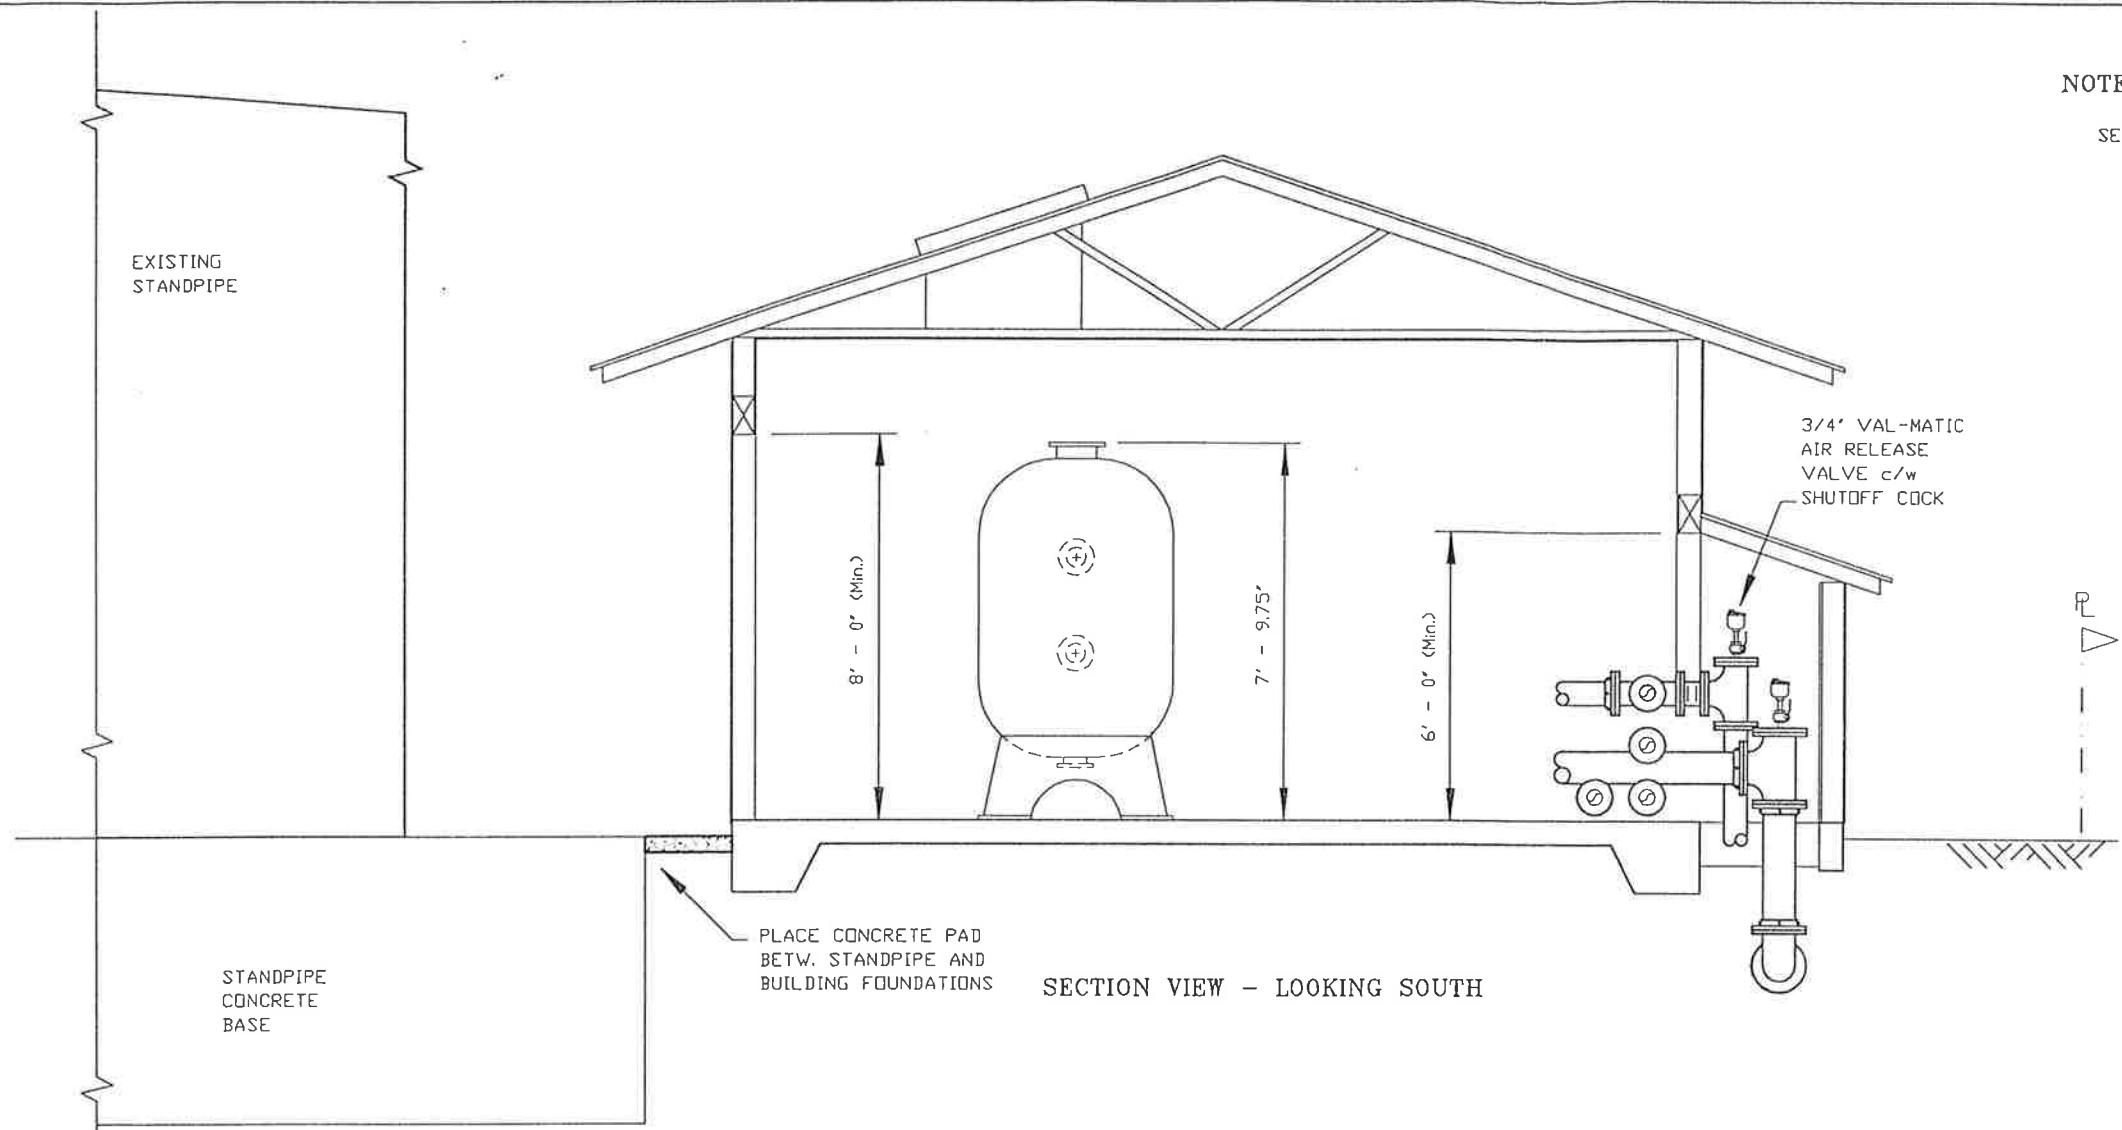 NOTE
SE
EXISTING
STANDPIPE
3/4" VAL-MATIC
AIR RELEASE
VALVE c/w
SHUTOFF COCK
8' - 0" (Min.)
7' - 9.75"
6' - 0" (Min.)
PL
PLACE CONCRETE PAD
BETW. STANDPIPE AND
BUILDING FOUNDATIONS
SECTION VIEW - LOOKING SOUTH
STANDPIPE
CONCRETE
BASE